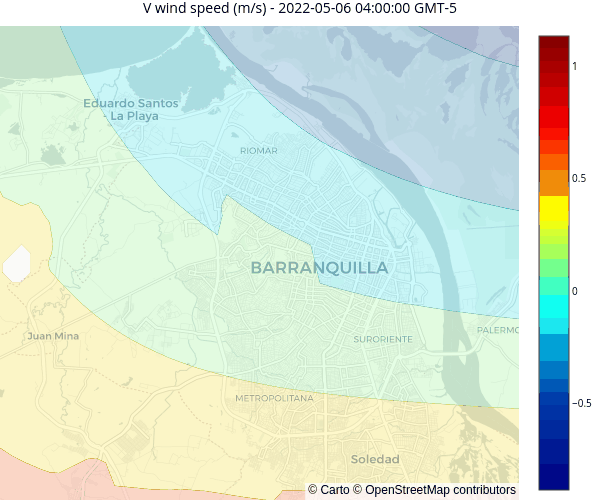 V wind speed (m/s) - 2022-05-06 04:00:00 GMT-5
Eduardo Santos
- La Playa
RIOMAR
BARRANQUILLA
Juan Mina
SURORIENTE
PALERMO
METROPOLITANA
Soledad
© Carto © OpenStreetMap contributors
1
0.5
0
−0.5